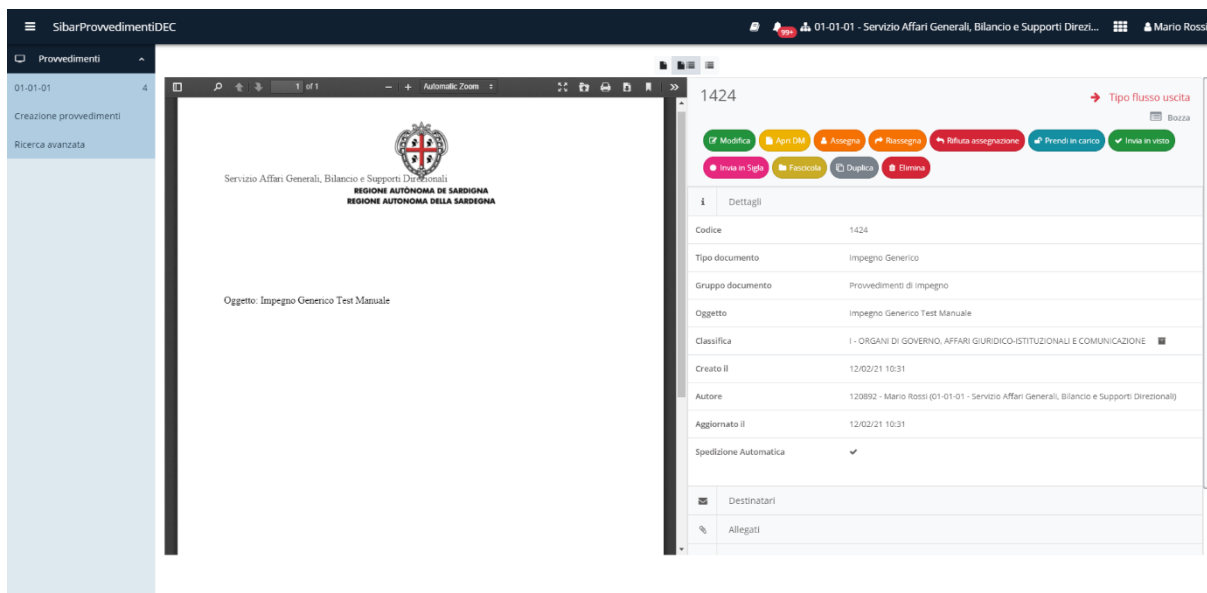 SibarProvvedimentiDEC
99+
01-01-01 - Servizio Affari Generali, Bilancio e Supporti Direzi...
Mario Rossi
Provvedimenti
01-01-01 4
Creazione provvedimenti
Ricerca avanzata
1 of 1
Automatic Zoom
Servizio Affari Generali, Bilancio e Supporti Direzionali
REGIONE AUTÒNOMA DE SARDIGNA
REGIONE AUTONOMA DELLA SARDEGNA
Oggetto: Impegno Generico Test Manuale
1424
Tipo flusso uscita
Bozza
Modifica Apri DM Assegna Riassegna Rifiuta assegnazione Prendi in carico Invia in visto
Invia in Sigla Fascicola Duplica Elimina
Dettagli
Codice 1424
Tipo documento Impegno Generico
Gruppo documento Provvedimenti di impegno
Oggetto Impegno Generico Test Manuale
Classifica I - ORGANI DI GOVERNO, AFFARI GIURIDICO-ISTITUZIONALI E COMUNICAZIONE
Creato il 12/02/21 10:31
Autore 120892 - Mario Rossi (01-01-01 - Servizio Affari Generali, Bilancio e Supporti Direzionali)
Aggiornato il 12/02/21 10:31
Spedizione Automatica
Destinatari
Allegati